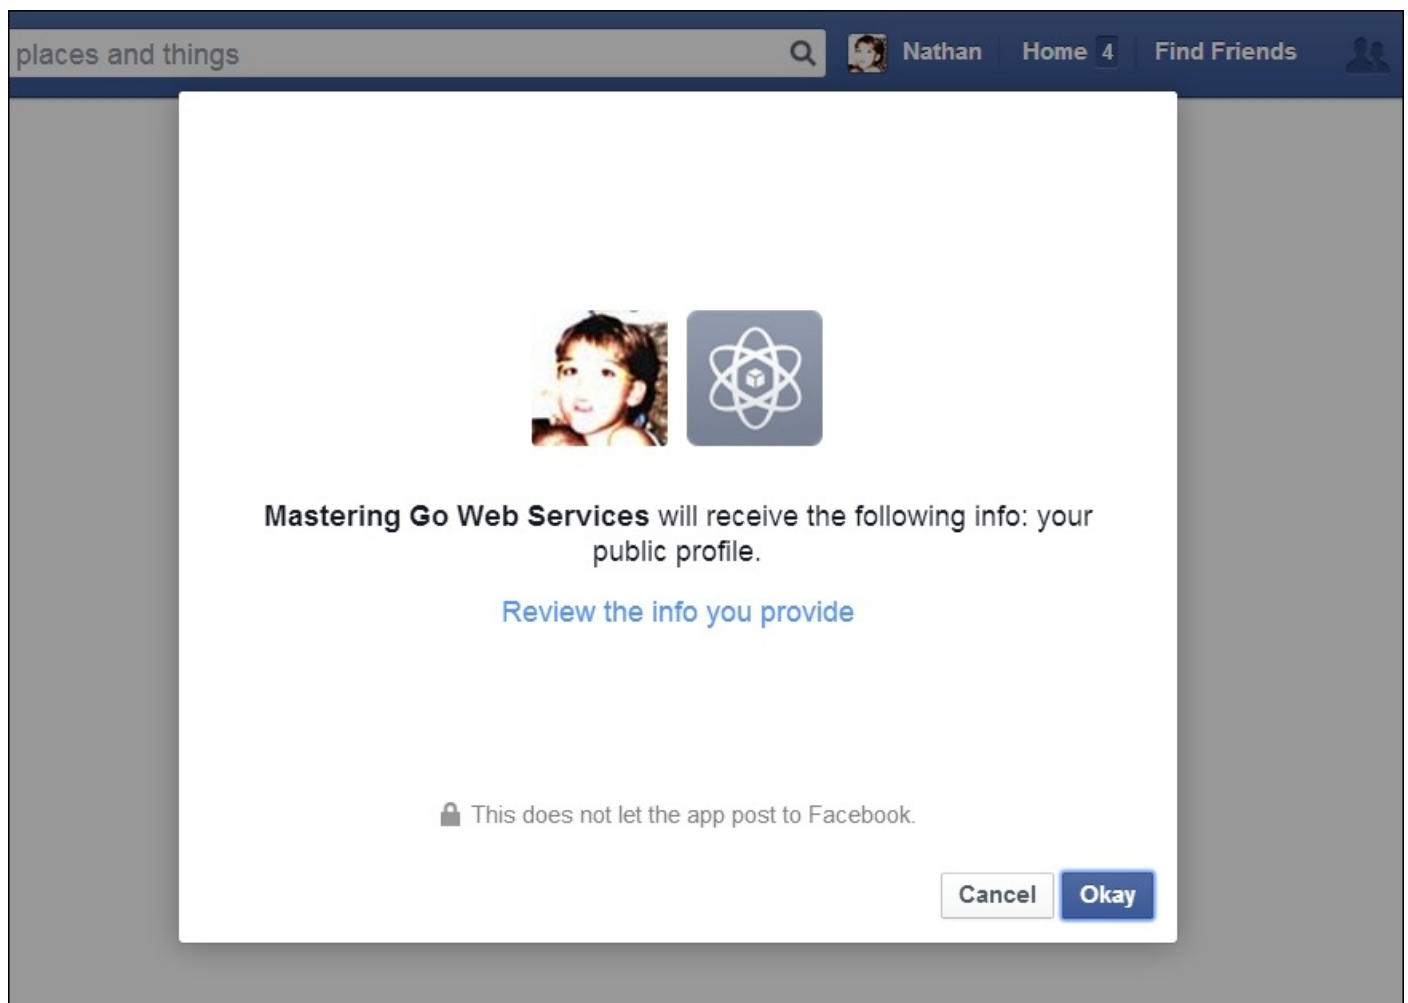 places and things
Nathan Home 4 Find Friends
Mastering Go Web Services will receive the following info: your
public profile.
Review the info you provide
This does not let the app post to Facebook.
Cancel Okay